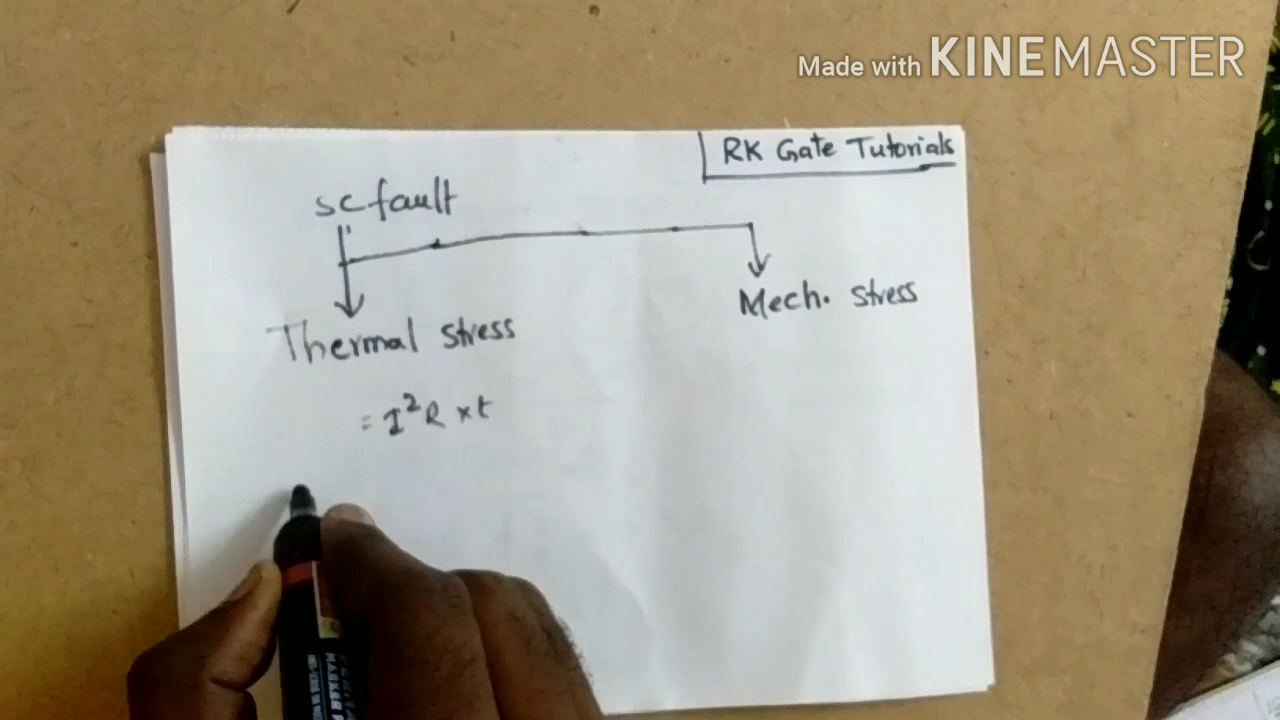 Made with KINEMASTER
RK Gate Tutorials
sc fault
Thermal stress
Mech. stress
= I²R × t